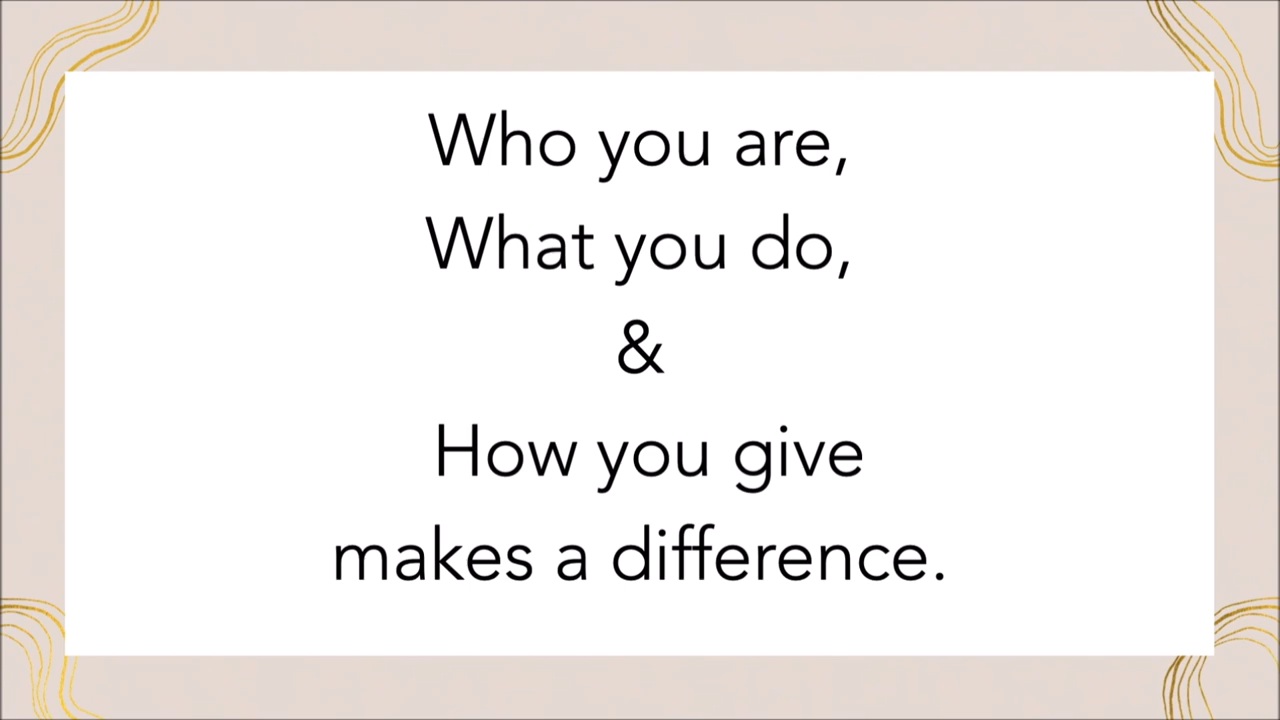 Who you are,
What you do,
&
How you give
makes a difference.